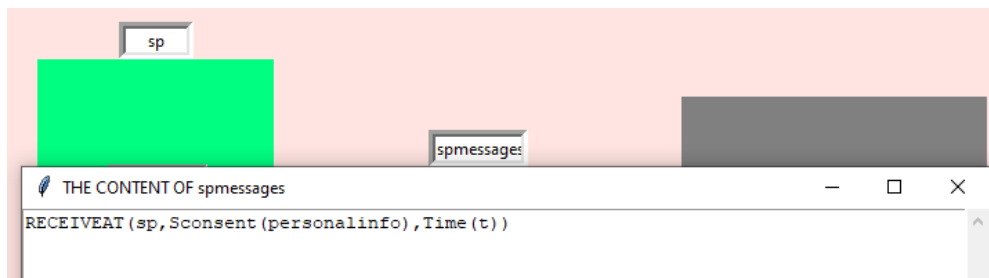 sp
spmessages
THE CONTENT OF spmessages
RECEIVEAT(sp,Sconsent(personalinfo),Time(t))